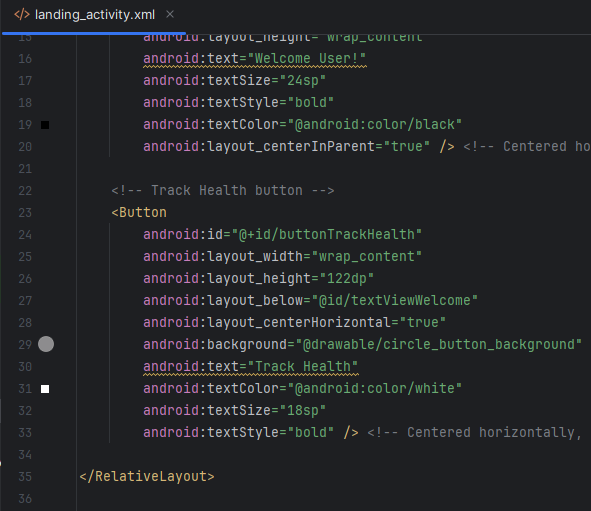 </> landing_activity.xml ×
15 android:layout_height="wrap_content"
16 android:text="Welcome User!"
17 android:textSize="24sp"
18 android:textStyle="bold"
19 android:textColor="@android:color/black"
20 android:layout_centerInParent="true" /> <!-- Centered ho
21
22 <!-- Track Health button -->
23 <Button
24 android:id="@+id/buttonTrackHealth"
25 android:layout_width="wrap_content"
26 android:layout_height="122dp"
27 android:layout_below="@id/textViewWelcome"
28 android:layout_centerHorizontal="true"
29 android:background="@drawable/circle_button_background"
30 android:text="Track Health"
31 android:textColor="@android:color/white"
32 android:textSize="18sp"
33 android:textStyle="bold" /> <!-- Centered horizontally,
34
35 </RelativeLayout>
36